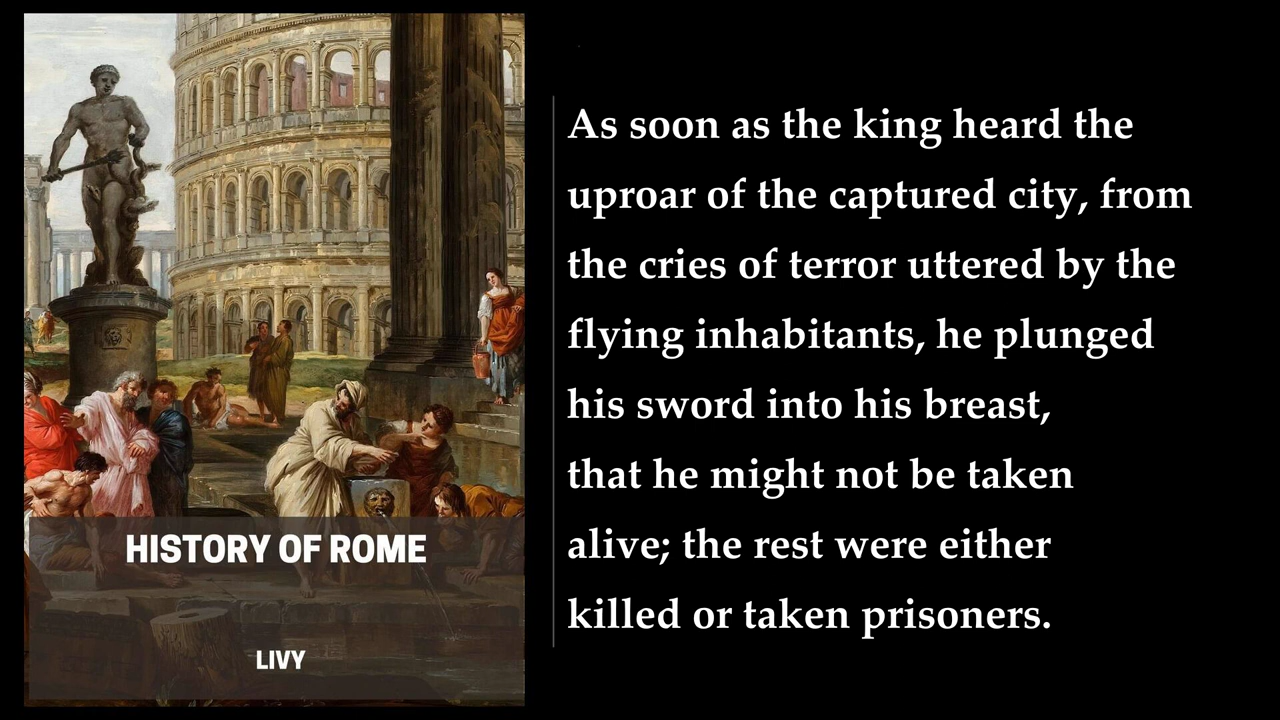 HISTORY OF ROME
LIVY
As soon as the king heard the
uproar of the captured city, from
the cries of terror uttered by the
flying inhabitants, he plunged
his sword into his breast,
that he might not be taken
alive; the rest were either
killed or taken prisoners.